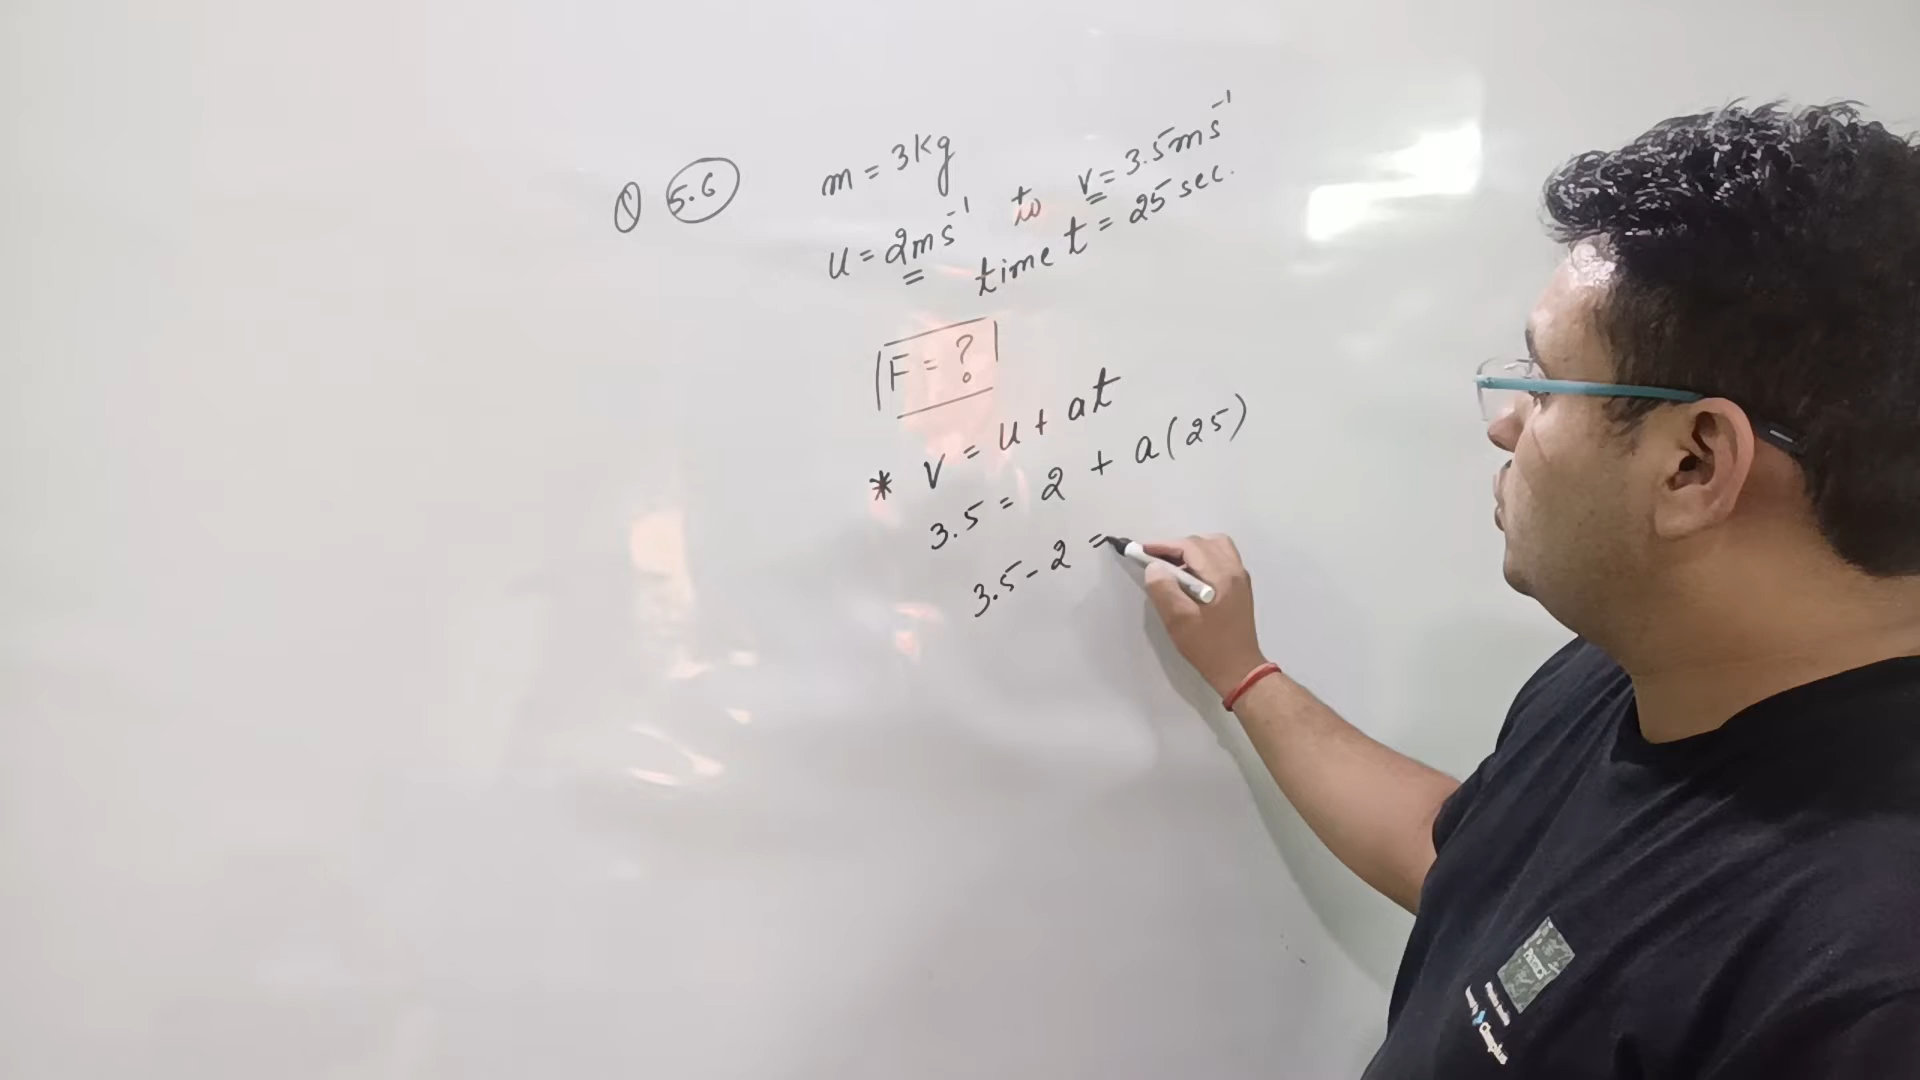 Q 5.6
m = 3kg
u = 2ms⁻¹ to v = 3.5ms⁻¹
time t = 25 sec.
F = ?
* v = u + at
3.5 = 2 + a(25)
3.5 - 2 =